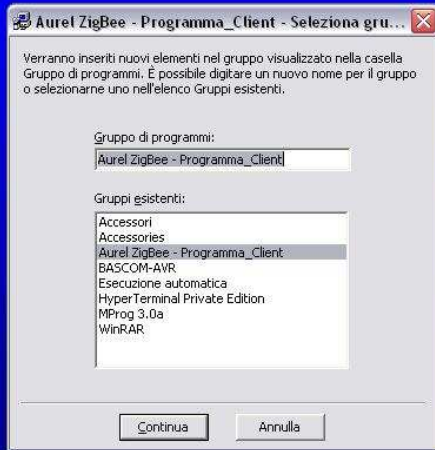 Aurel ZigBee - Programma_Client - Seleziona gru...
Verranno inseriti nuovi elementi nel gruppo visualizzato nella casella
Gruppo di programmi. È possibile digitare un nuovo nome per il gruppo
o selezionarne uno nell'elenco Gruppi esistenti.
Gruppo di programmi:
Aurel ZigBee - Programma_Client
Gruppi esistenti:
Accessori
Accessories
Aurel ZigBee - Programma_Client
BASCOM-AVR
Esecuzione automatica
HyperTerminal Private Edition
MProg 3.0a
WinRAR
Continua
Annulla